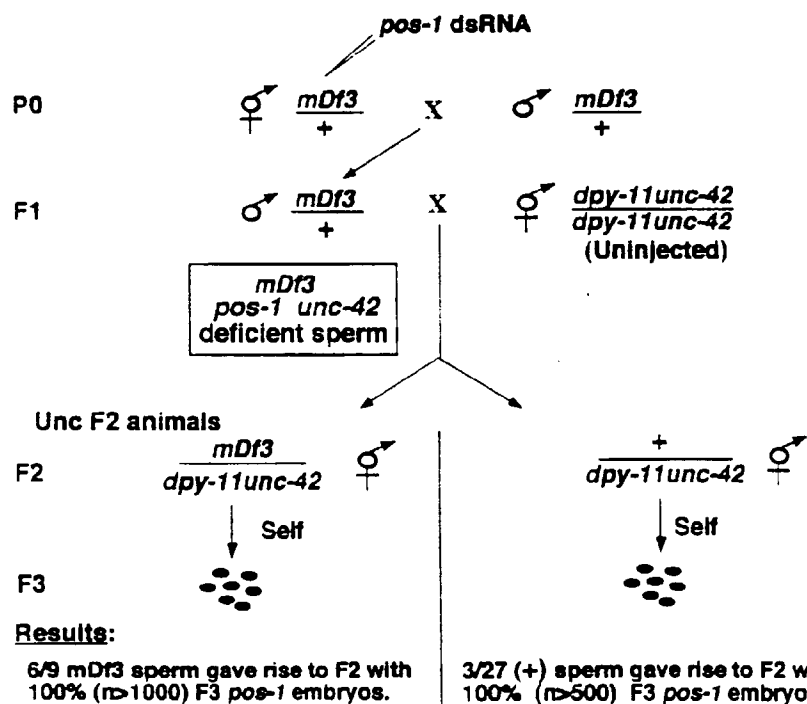 pos-1 dsRNA
P0 mDf3 + X mDf3 +
F1 mDf3 + X dpy-11unc-42 dpy-11unc-42
(Uninjected)
mDf3
pos-1 unc-42
deficient sperm
Unc F2 animals
F2 mDf3 dpy-11unc-42 + dpy-11unc-42
Self Self
F3
Results:
6/9 mDf3 sperm gave rise to F2 with
100% (n>1000) F3 pos-1 embryos.
3/27 (+) sperm gave rise to F2 w
100% (n>500) F3 pos-1 embryo